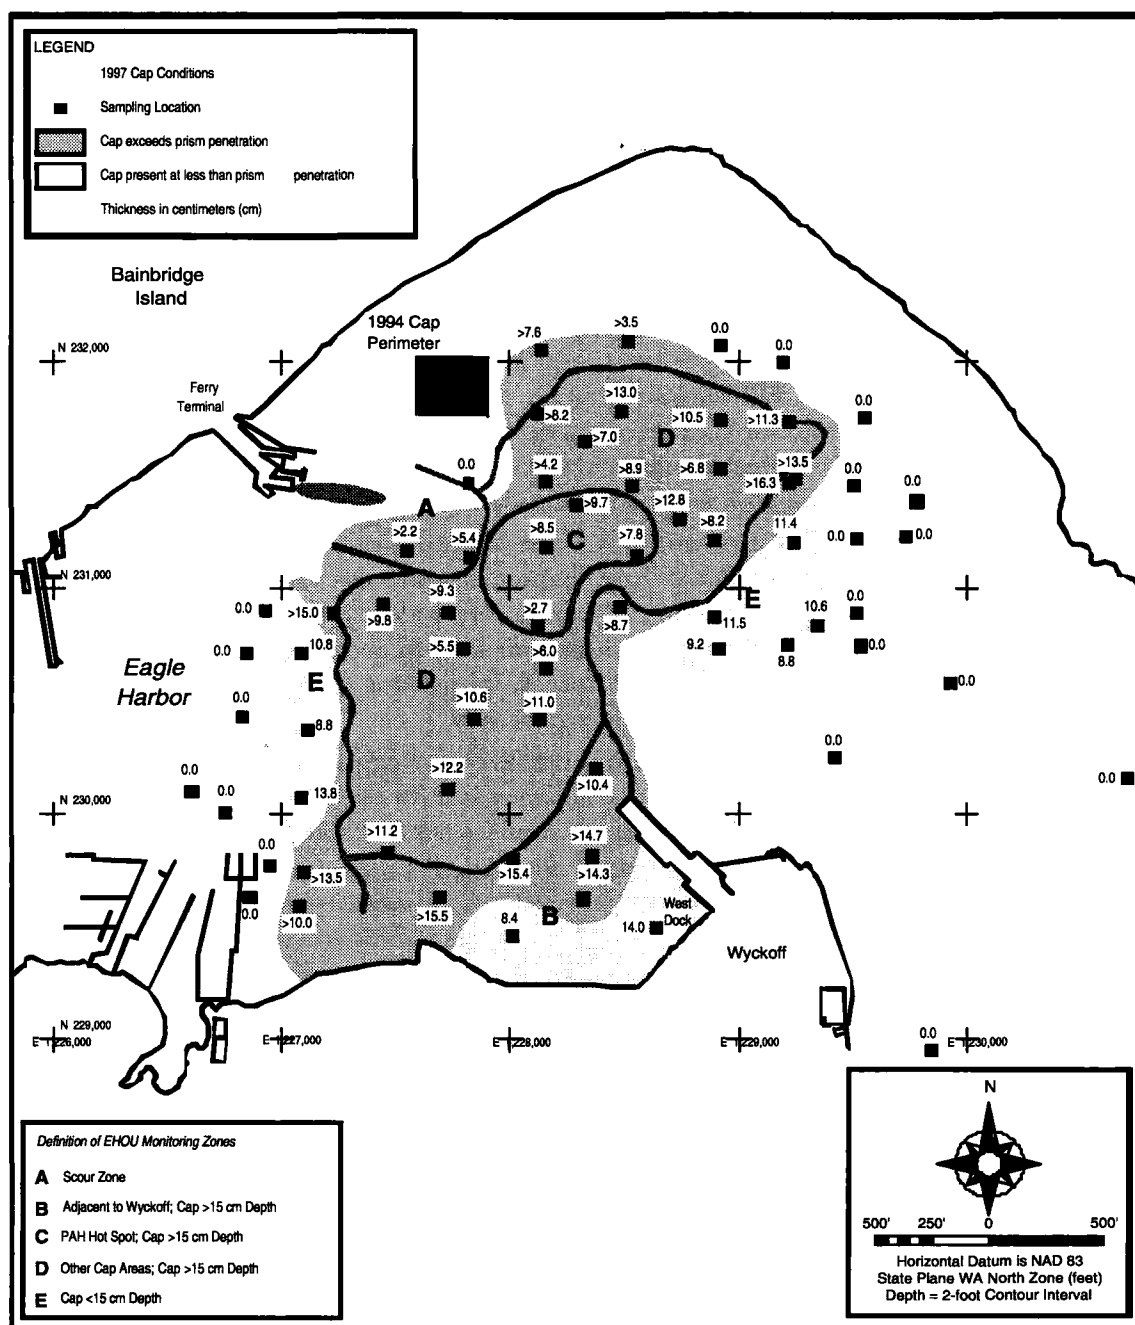 LEGEND
1997 Cap Conditions
Sampling Location
Cap exceeds prism penetration
Cap present at less than prism penetration
Thickness in centimeters (cm)
Bainbridge
Island
1994 Cap
Perimeter
>7.6
>3.5
0.0
0.0
N 232,000
Ferry
Terminal
>13.0
>8.2
>10.5
>11.3
0.0
>7.0
D
0.0
>4.2
>8.9
>6.8
>13.5
>16.3
0.0
0.0
A
>9.7
>12.8
>2.2
>5.4
>8.5
C
>7.8
>8.2
11.4
0.0
0.0
N 231,000
>9.3
E
0.0
>15.0
>9.8
>2.7
>8.7
11.5
10.6
0.0
0.0
10.8
>5.5
>6.0
9.2
8.8
0.0
Eagle
Harbor
E
D
0.0
0.0
8.8
>10.6
>11.0
0.0
>12.2
>10.4
0.0
0.0
13.8
N 230,000
0.0
>11.2
>14.7
0.0
>13.5
>15.4
>14.3
0.0
>10.0
>15.5
8.4
B
West
Dock
14.0
Wyckoff
N 229,000
E 1,226,000
E 1,227,000
E 1,228,000
E 1,229,000
0.0
E 1,230,000
Definition of EHOU Monitoring Zones
A Scour Zone
B Adjacent to Wyckoff; Cap >15 cm Depth
C PAH Hot Spot; Cap >15 cm Depth
D Other Cap Areas; Cap >15 cm Depth
E Cap <15 cm Depth
N
500' 250' 0 500'
Horizontal Datum is NAD 83
State Plane WA North Zone (feet)
Depth = 2-foot Contour Interval